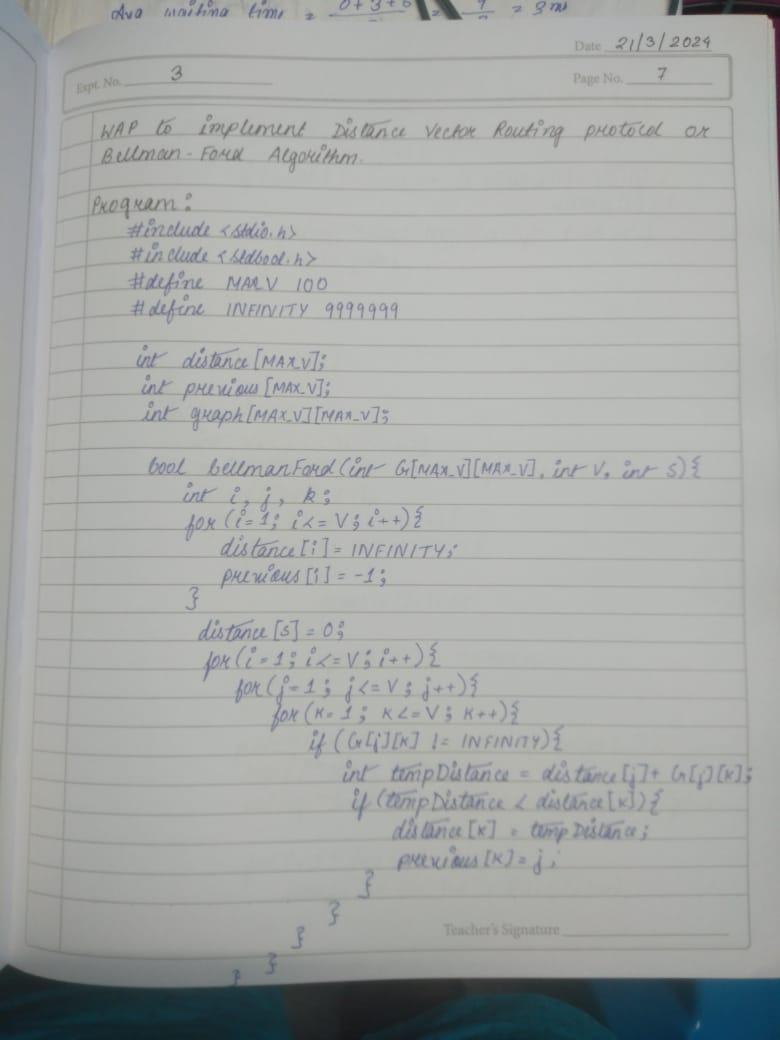 Avg waiting time = 0+3+6 = 9 = 3ms
Date 21/3/2024
Expt. No. 3
Page No. 7
WAP to implement Distance Vector Routing protocol or
Bellman-Ford Algorithm.
Program:
#include <stdio.h>
#include <stdbool.h>
#define MAX_V 100
#define INFINITY 9999999
int distance[MAX_V];
int previous[MAX_V];
int graph[MAX_V][MAX_V];
bool bellmanFord(int G[MAX_V][MAX_V], int V, int S){
int i, j, k;
for(i=1; i<=V; i++){
distance[i] = INFINITY;
previous[i] = -1;
}
distance[S] = 0;
for(i=1; i<=V; i++){
for(j=1; j<=V; j++){
for(k=1; k<=V; k++){
if (G[j][k] != INFINITY){
int tempDistance = distance[j]+ G[j][k];
if(tempDistance < distance[k]){
distance[k] = tempDistance;
previous[k] = j;
}
}
}
}
}
Teacher's Signature